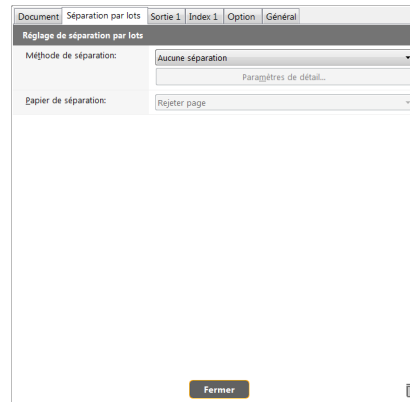 Document Séparation par lots Sortie 1 Index 1 Option Général
Réglage de séparation par lots
Méthode de séparation: Aucune séparation
Paramètres de détail...
Papier de séparation: Rejeter page
Fermer